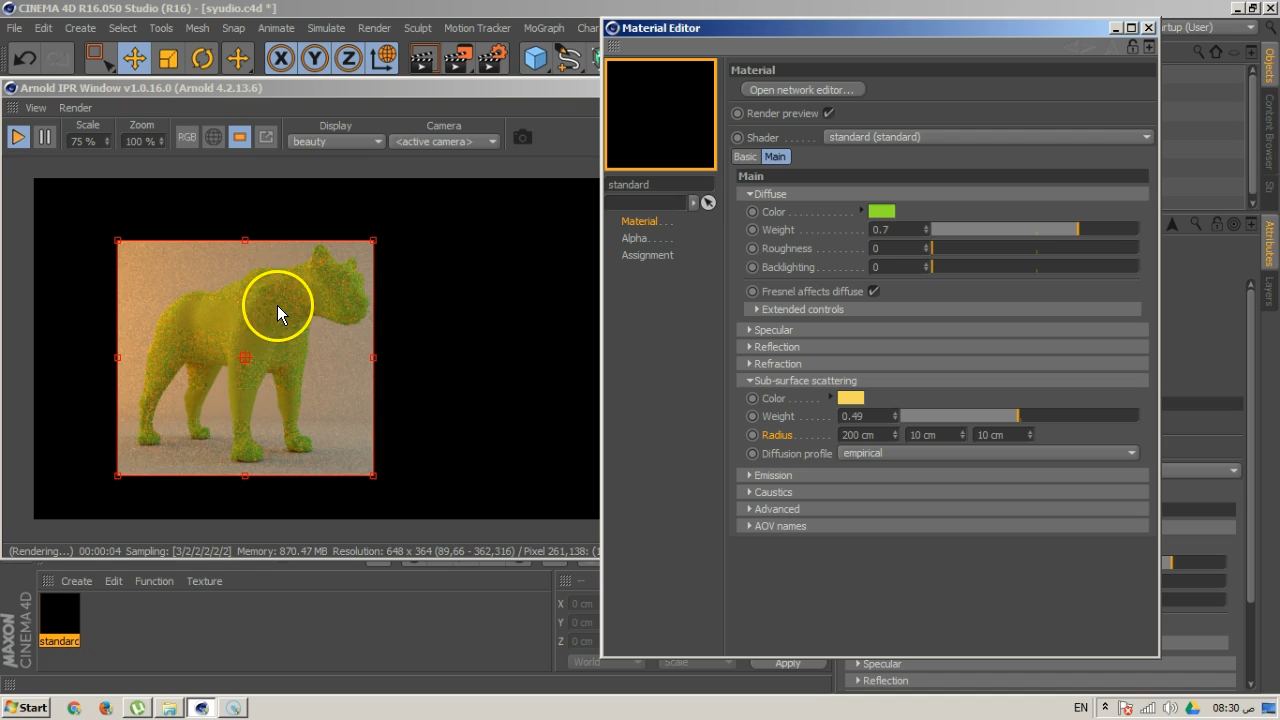 CINEMA 4D R16.050 Studio (R16) - [syudio.c4d *]
File Edit Create Select Tools Mesh Snap Animate Simulate Render Sculpt Motion Tracker MoGraph
Startup (User)
Arnold IPR Window v1.0.16.0 (Arnold 4.2.13.6)
View Render
Scale Zoom Display Camera
75 % 100 % RGB beauty <active camera>
(Rendering...) 00:00:04 Sampling: [3/2/2/2/2/2] Memory: 870.47 MB Resolution: 648 x 364 (89,66 - 362,316) / Pixel 261,138:
Material Editor
standard
Material
Alpha
Assignment
Material
Open network editor...
Render preview
Shader standard (standard)
Basic Main
Main
Diffuse
Color
Weight 0.7
Roughness 0
Backlighting 0
Fresnel affects diffuse
Extended controls
Specular
Reflection
Refraction
Sub-surface scattering
Color
Weight 0.49
Radius 200 cm 10 cm 10 cm
Diffusion profile empirical
Emission
Caustics
Advanced
AOV names
Objects
Content Browser
Attributes
Layers
Create Edit Function Texture
standard
MAXON
CINEMA 4D
X 0 cm
Y 0 cm
Z 0 cm
World Scale Apply
Specular
Reflection
Start EN 08:30 ص